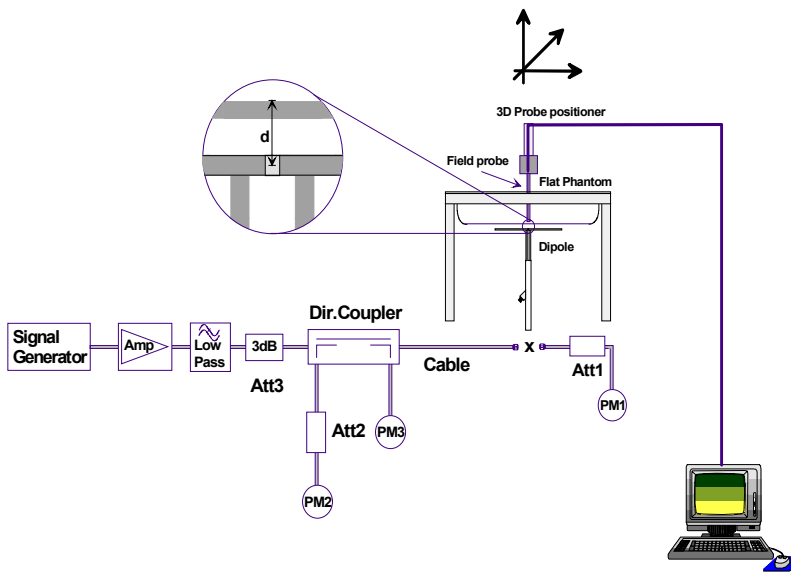 3D Probe positioner
d
Field probe
Flat Phantom
Dipole
Dir.Coupler
Signal
Generator
Amp
Low
Pass
3dB
Att3
Cable
x
Att1
PM1
Att2
PM3
PM2